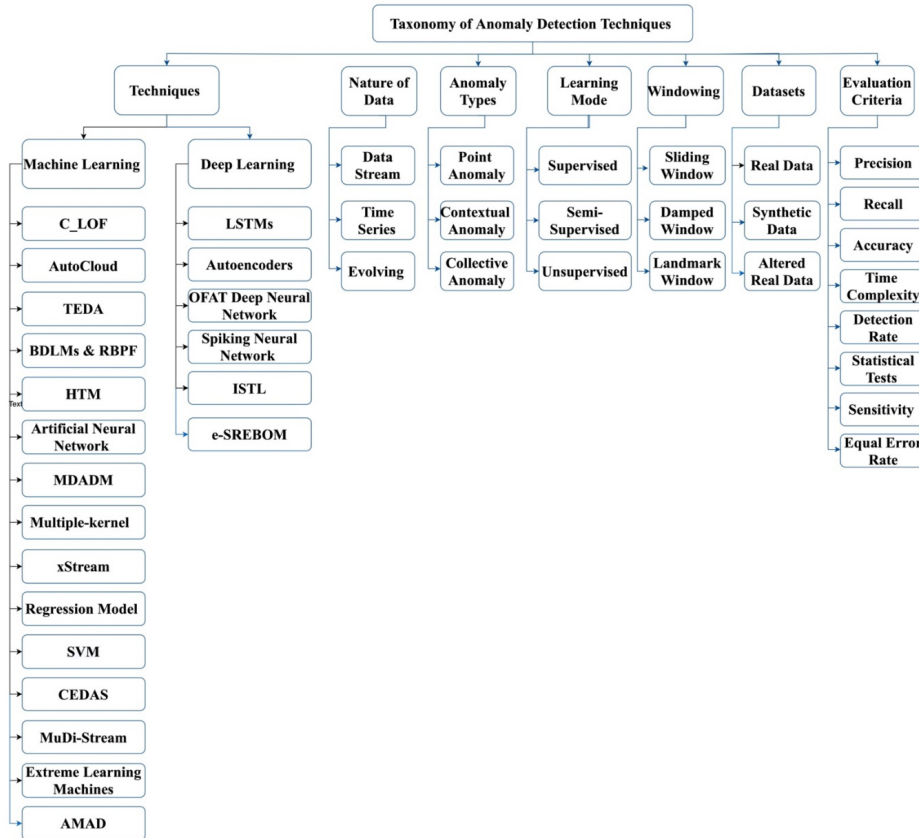 Taxonomy of Anomaly Detection Techniques
Techniques
Nature of
Data
Anomaly
Types
Learning
Mode
Windowing
Datasets
Evaluation
Criteria
Machine Learning
Deep Learning
Data
Stream
Time
Series
Evolving
Point
Anomaly
Contextual
Anomaly
Collective
Anomaly
Supervised
Semi-
Supervised
Unsupervised
Sliding
Window
Damped
Window
Landmark
Window
Real Data
Synthetic
Data
Altered
Real Data
Precision
Recall
Accuracy
Time
Complexity
Detection
Rate
Statistical
Tests
Sensitivity
Equal Error
Rate
C_LOF
AutoCloud
TEDA
BDLMs & RBPF
HTM
Text
Artificial Neural
Network
MDADM
Multiple-kernel
xStream
Regression Model
SVM
CEDAS
MuDi-Stream
Extreme Learning
Machines
AMAD
LSTMs
Autoencoders
OFAT Deep Neural
Network
Spiking Neural
Network
ISTL
e-SREBOM